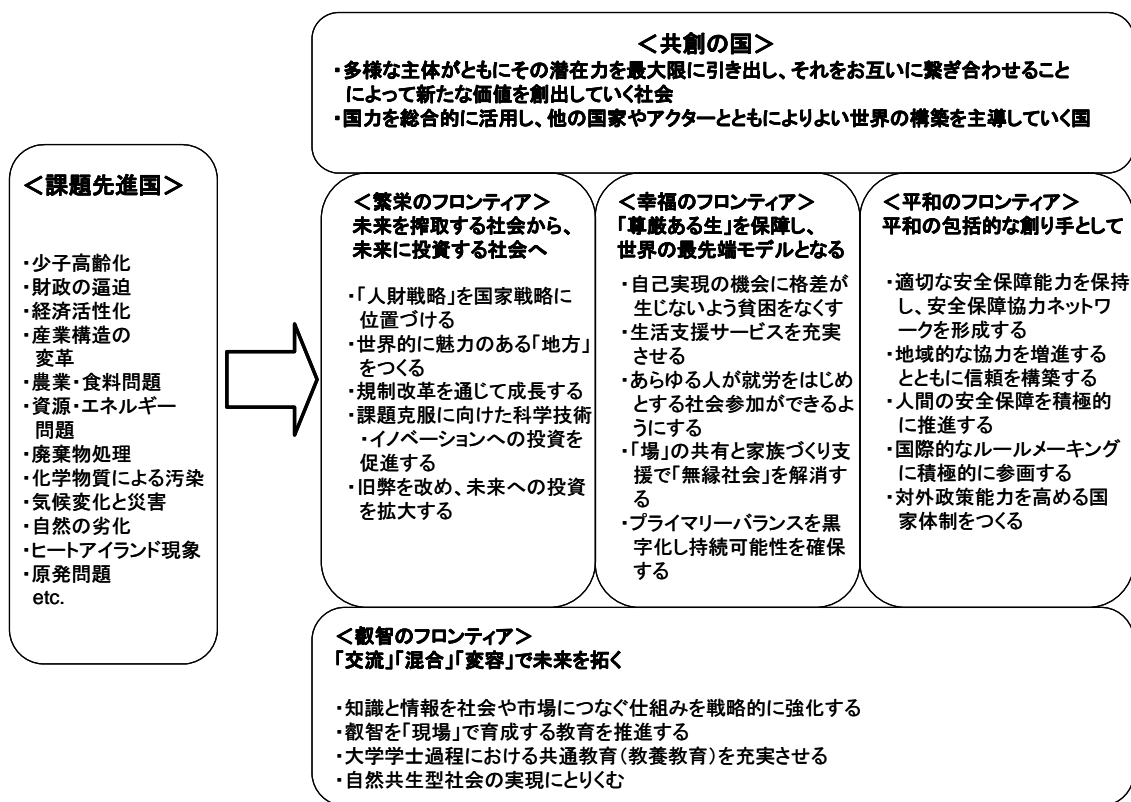 ＜共創の国＞
・多様な主体がともにその潜在力を最大限に引き出し、それをお互いに繋ぎ合わせること
によって新たな価値を創出していく社会
・国力を総合的に活用し、他の国家やアクターとともによりよい世界の構築を主導していく国
＜課題先進国＞
・少子高齢化
・財政の逼迫
・経済活性化
・産業構造の
変革
・農業・食料問題
・資源・エネルギー
問題
・廃棄物処理
・化学物質による汚染
・気候変化と災害
・自然の劣化
・ヒートアイランド現象
・原発問題
etc.
＜繁栄のフロンティア＞
未来を搾取する社会から、
未来に投資する社会へ
・「人財戦略」を国家戦略に
位置づける
・世界的に魅力のある「地方」
をつくる
・規制改革を通じて成長する
・課題克服に向けた科学技術
・イノベーションへの投資を
促進する
・旧弊を改め、未来への投資
を拡大する
＜幸福のフロンティア＞
「尊厳ある生」を保障し、
世界の最先端モデルとなる
・自己実現の機会に格差が
生じないよう貧困をなくす
・生活支援サービスを充実
させる
・あらゆる人が就労をはじめ
とする社会参加ができるよ
うにする
・「場」の共有と家族づくり支
援で「無縁社会」を解消す
る
・プライマリーバランスを黒
字化し持続可能性を確保
する
＜平和のフロンティア＞
平和の包括的な創り手として
・適切な安全保障能力を保持
し、安全保障協力ネットワ
ークを形成する
・地域的な協力を増進する
とともに信頼を構築する
・人間の安全保障を積極的
に推進する
・国際的なルールメーキング
に積極的に参画する
・対外政策能力を高める国
家体制をつくる
＜叡智のフロンティア＞
「交流」「混合」「変容」で未来を拓く
・知識と情報を社会や市場につなぐ仕組みを戦略的に強化する
・叡智を「現場」で育成する教育を推進する
・大学学士過程における共通教育（教養教育）を充実させる
・自然共生型社会の実現にとりくむ